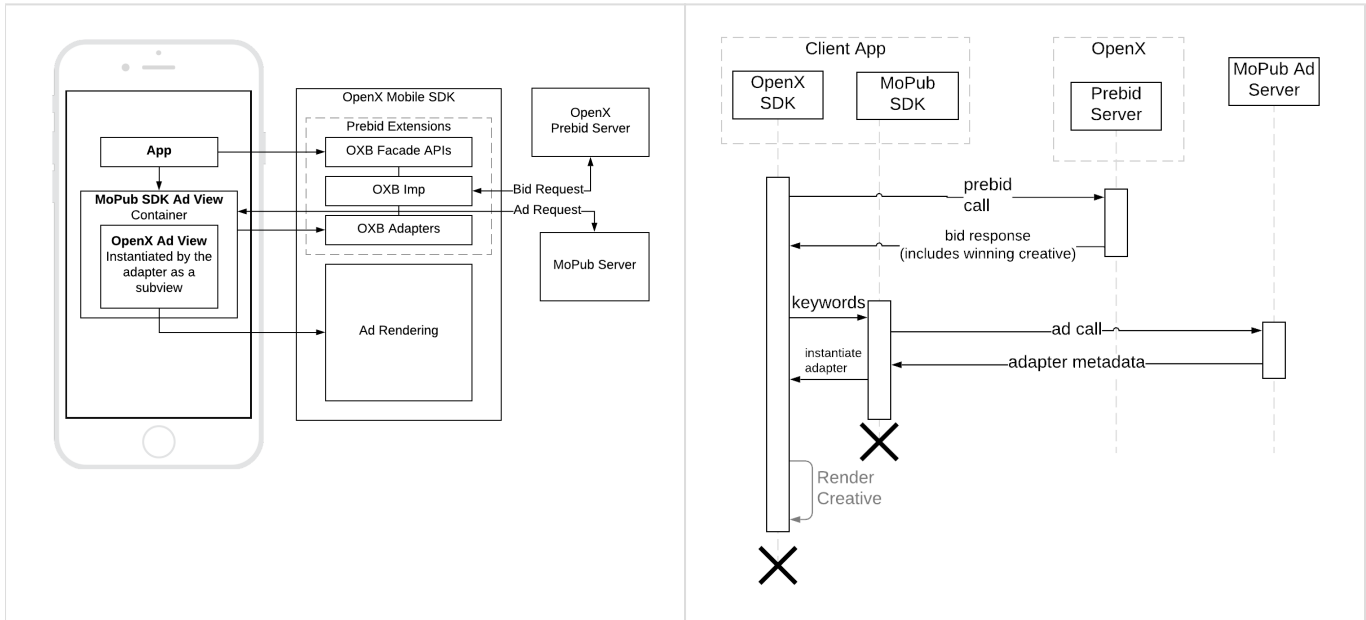 OpenX Mobile SDK
Prebid Extensions
App
OXB Facade APIs
OpenX
Prebid Server
OXB Imp
Bid Request
MoPub SDK Ad View
Container
Ad Request
OXB Adapters
OpenX Ad View
Instantiated by the
adapter as a
subview
MoPub Server
Ad Rendering
Client App
OpenX
SDK
MoPub
SDK
OpenX
Prebid
Server
MoPub Ad
Server
prebid
call
bid response
(includes winning creative)
keywords
ad call
instantiate
adapter
adapter metadata
Render
Creative